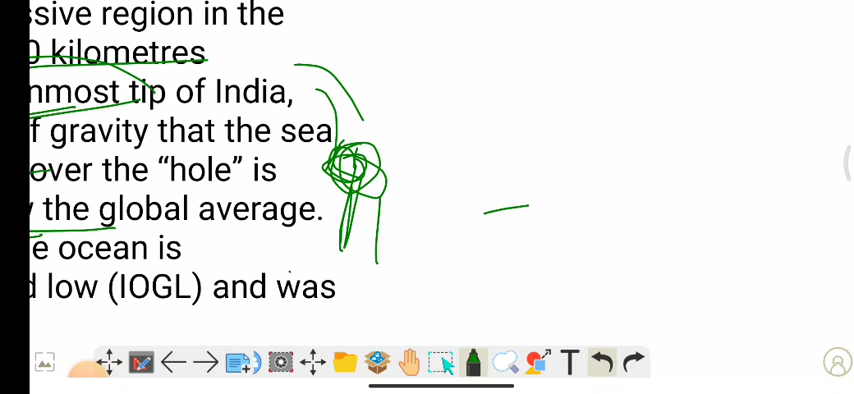 ssive region in the
0 kilometres
nmost tip of India,
f gravity that the sea
over the “hole” is
the global average.
e ocean is
d low (IOGL) and was
T